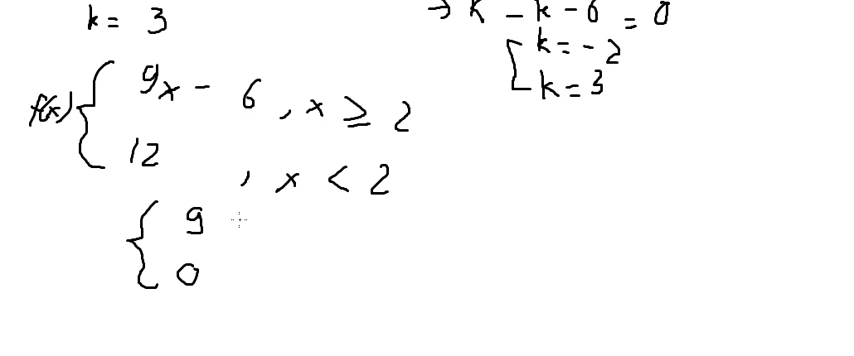 k = 3
→ k - k - 6 = 0
k = - 2
k = 3
f(x) { 9x - 6 , x ≥ 2
12 , x < 2
{ 9
0